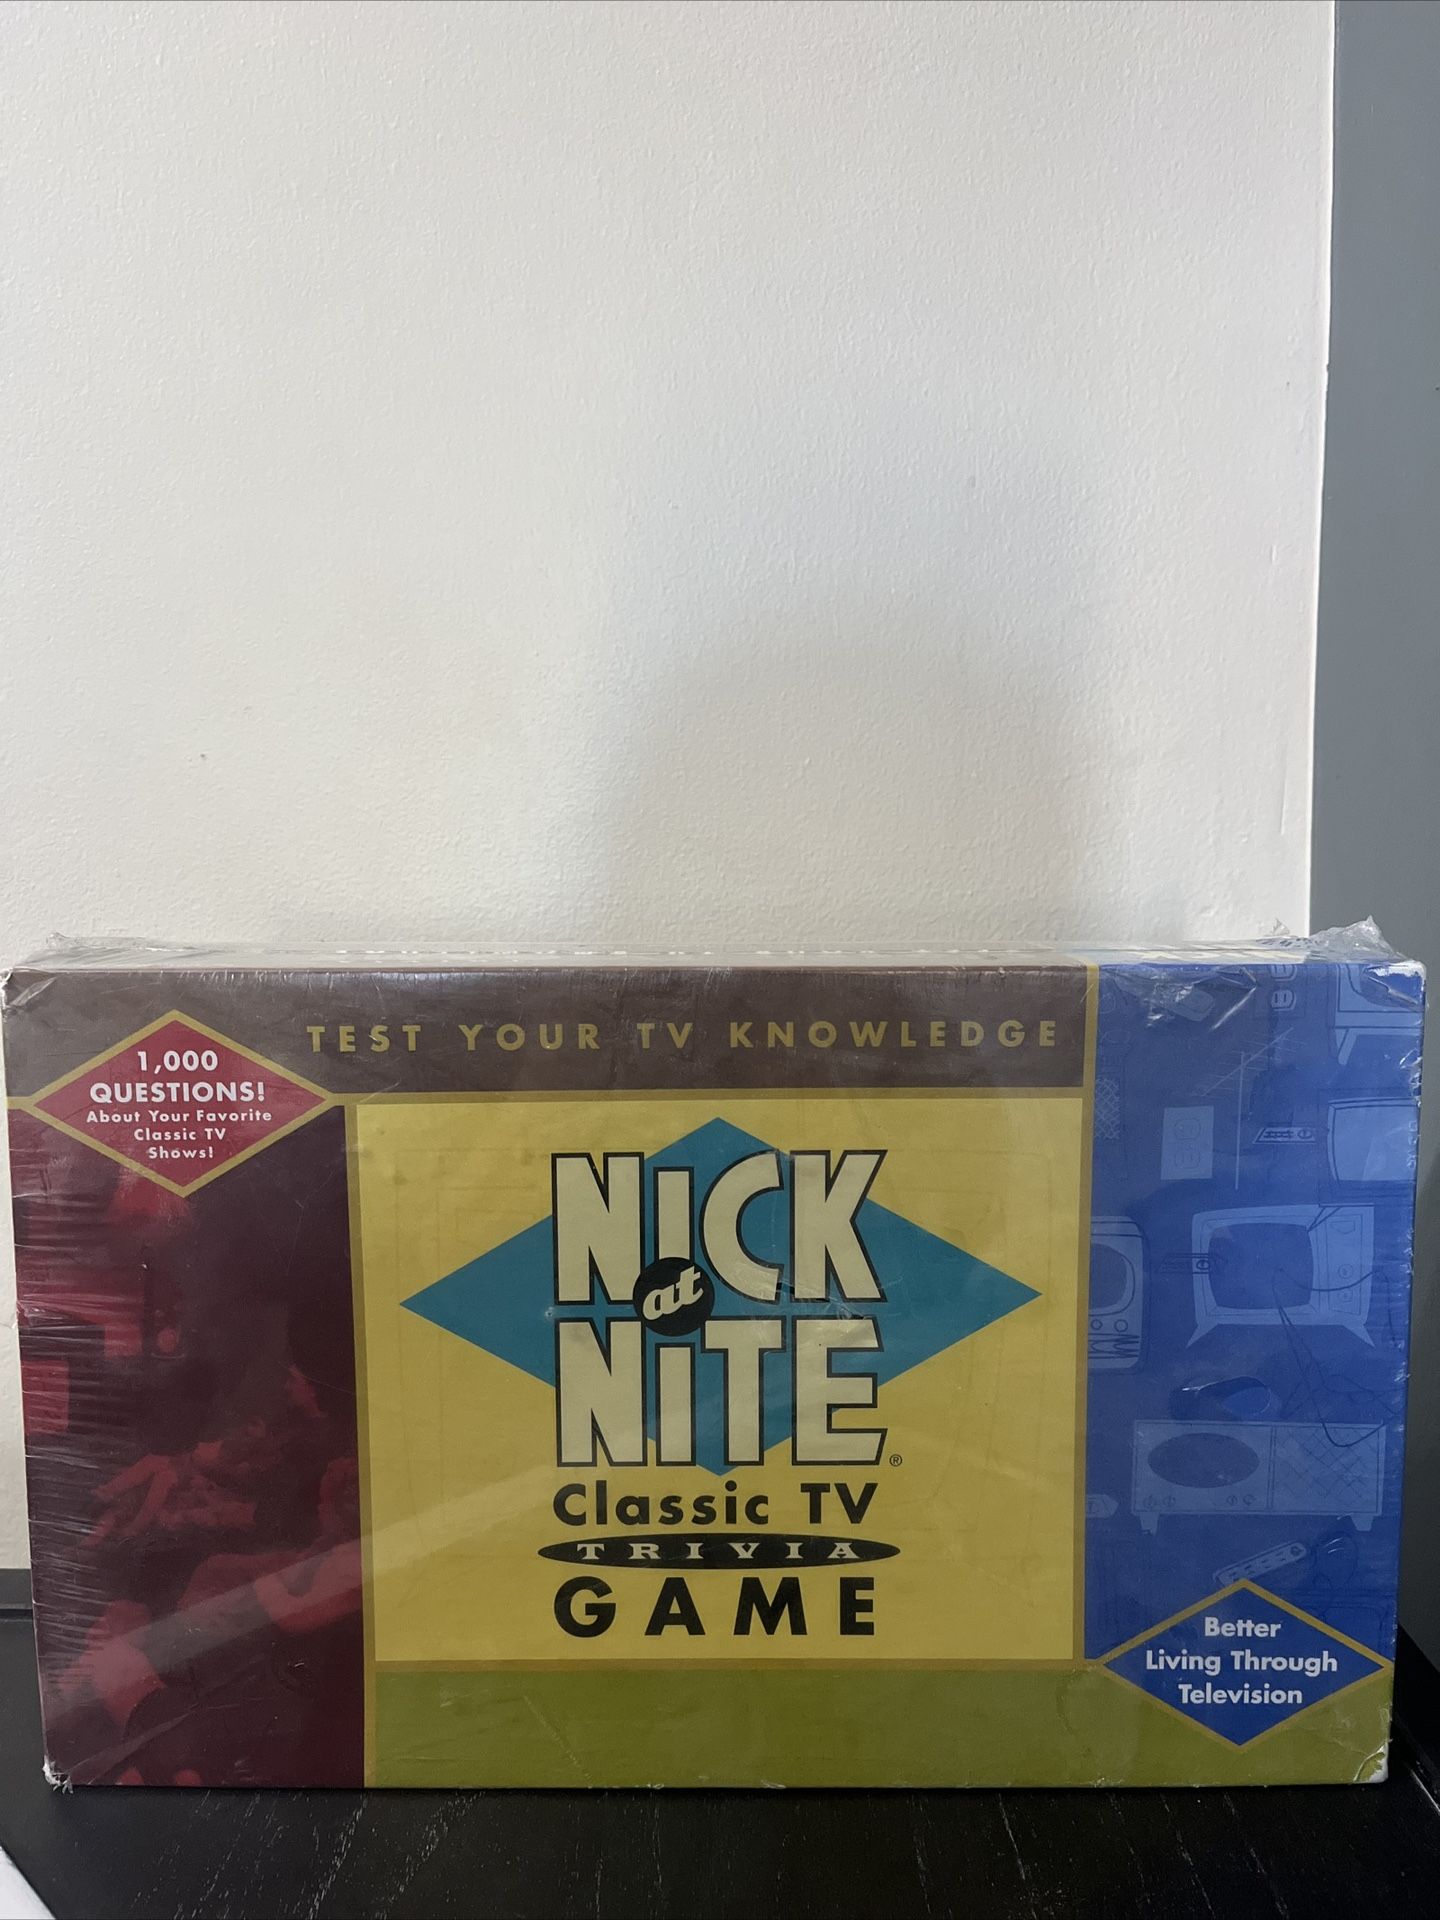 TEST YOUR TV KNOWLEDGE
1,000
QUESTIONS!
About Your Favorite
Classic TV
Shows!
NiCK
at
NiTE®
Classic TV
TRIVIA
GAME
Better
Living Through
Television